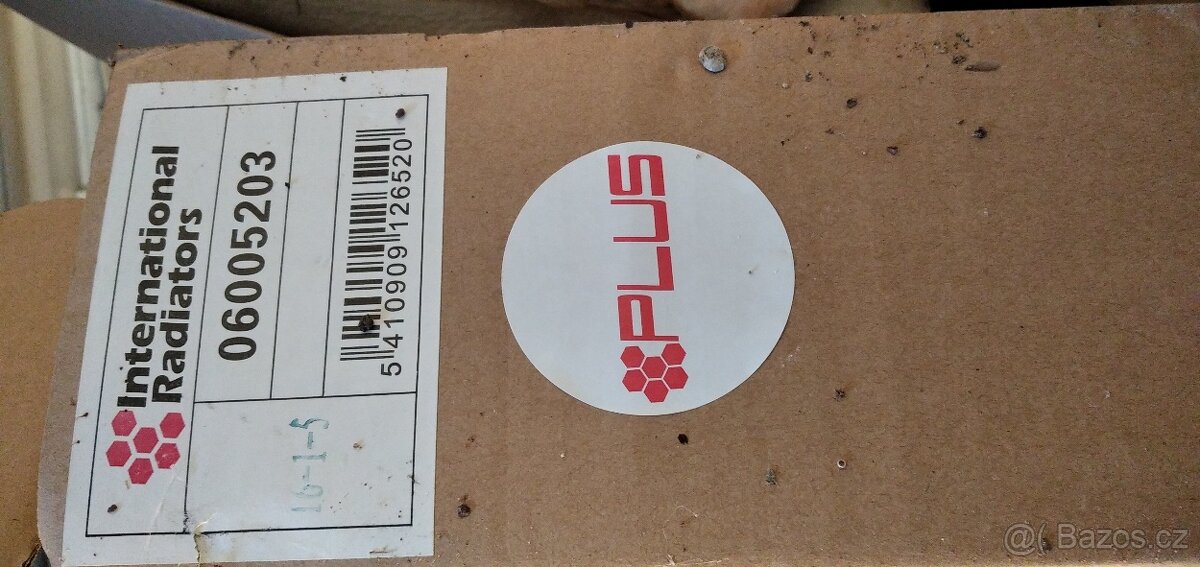 International
Radiators
06005203
5 410909 126520
16-1-5
PLUS
@( Bazos.cz